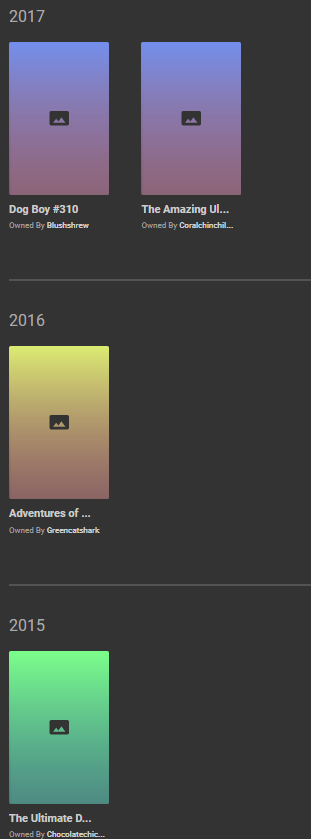 2017
Dog Boy #310
The Amazing Ul...
Owned By Blushshrew
Owned By Coralchinchil...
2016
Adventures of ...
Owned By Greencatshark
2015
The Ultimate D...
Owned By Chocolatechic...